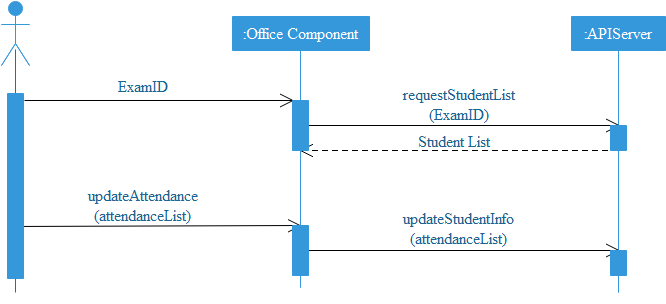 :Office Component
:APIServer
ExamID
requestStudentList
(ExamID)
Student List
updateAttendance
(attendanceList)
updateStudentInfo
(attendanceList)